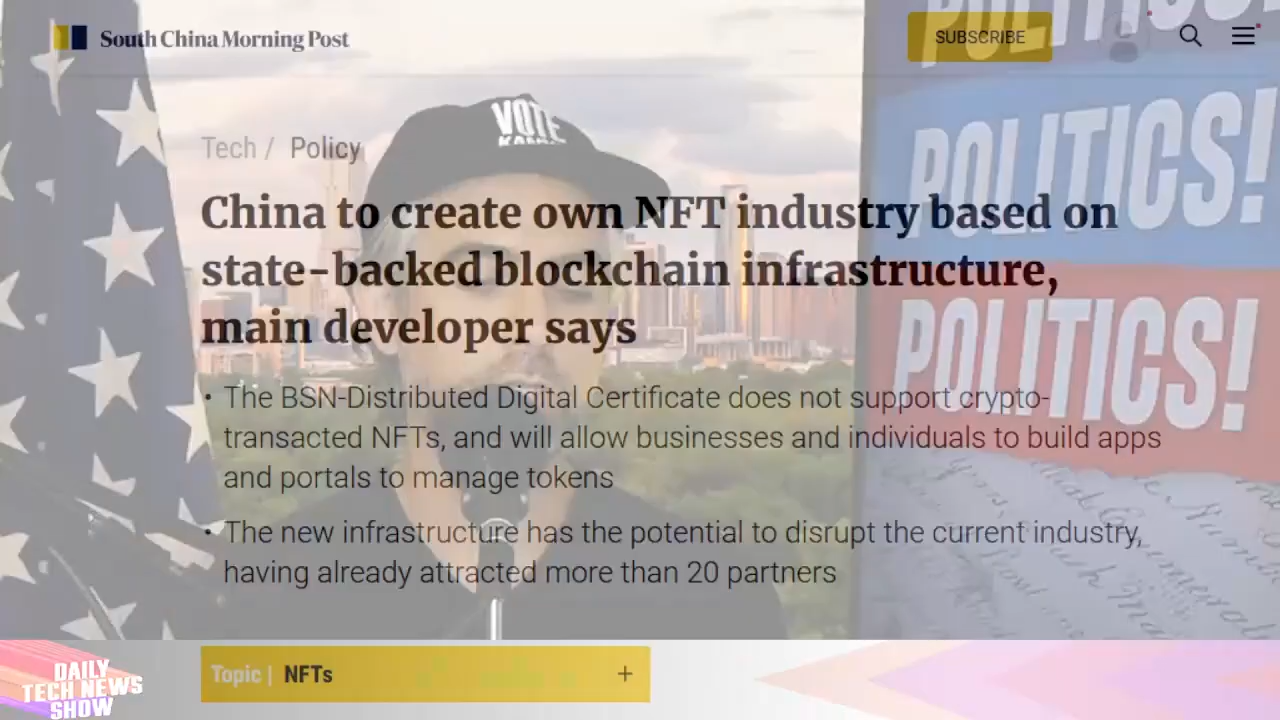 South China Morning Post
SUBSCRIBE
POLITICS!
VOTE
Tech / Policy
POLITICS!
China to create own NFT industry based on
state-backed blockchain infrastructure,
main developer says
POLITICS!
• The BSN-Distributed Digital Certificate does not support crypto-
transacted NFTs, and will allow businesses and individuals to build apps
and portals to manage tokens
• The new infrastructure has the potential to disrupt the current industry,
having already attracted more than 20 partners
Topic | NFTs +
DAILY
TECH NEWS
SHOW